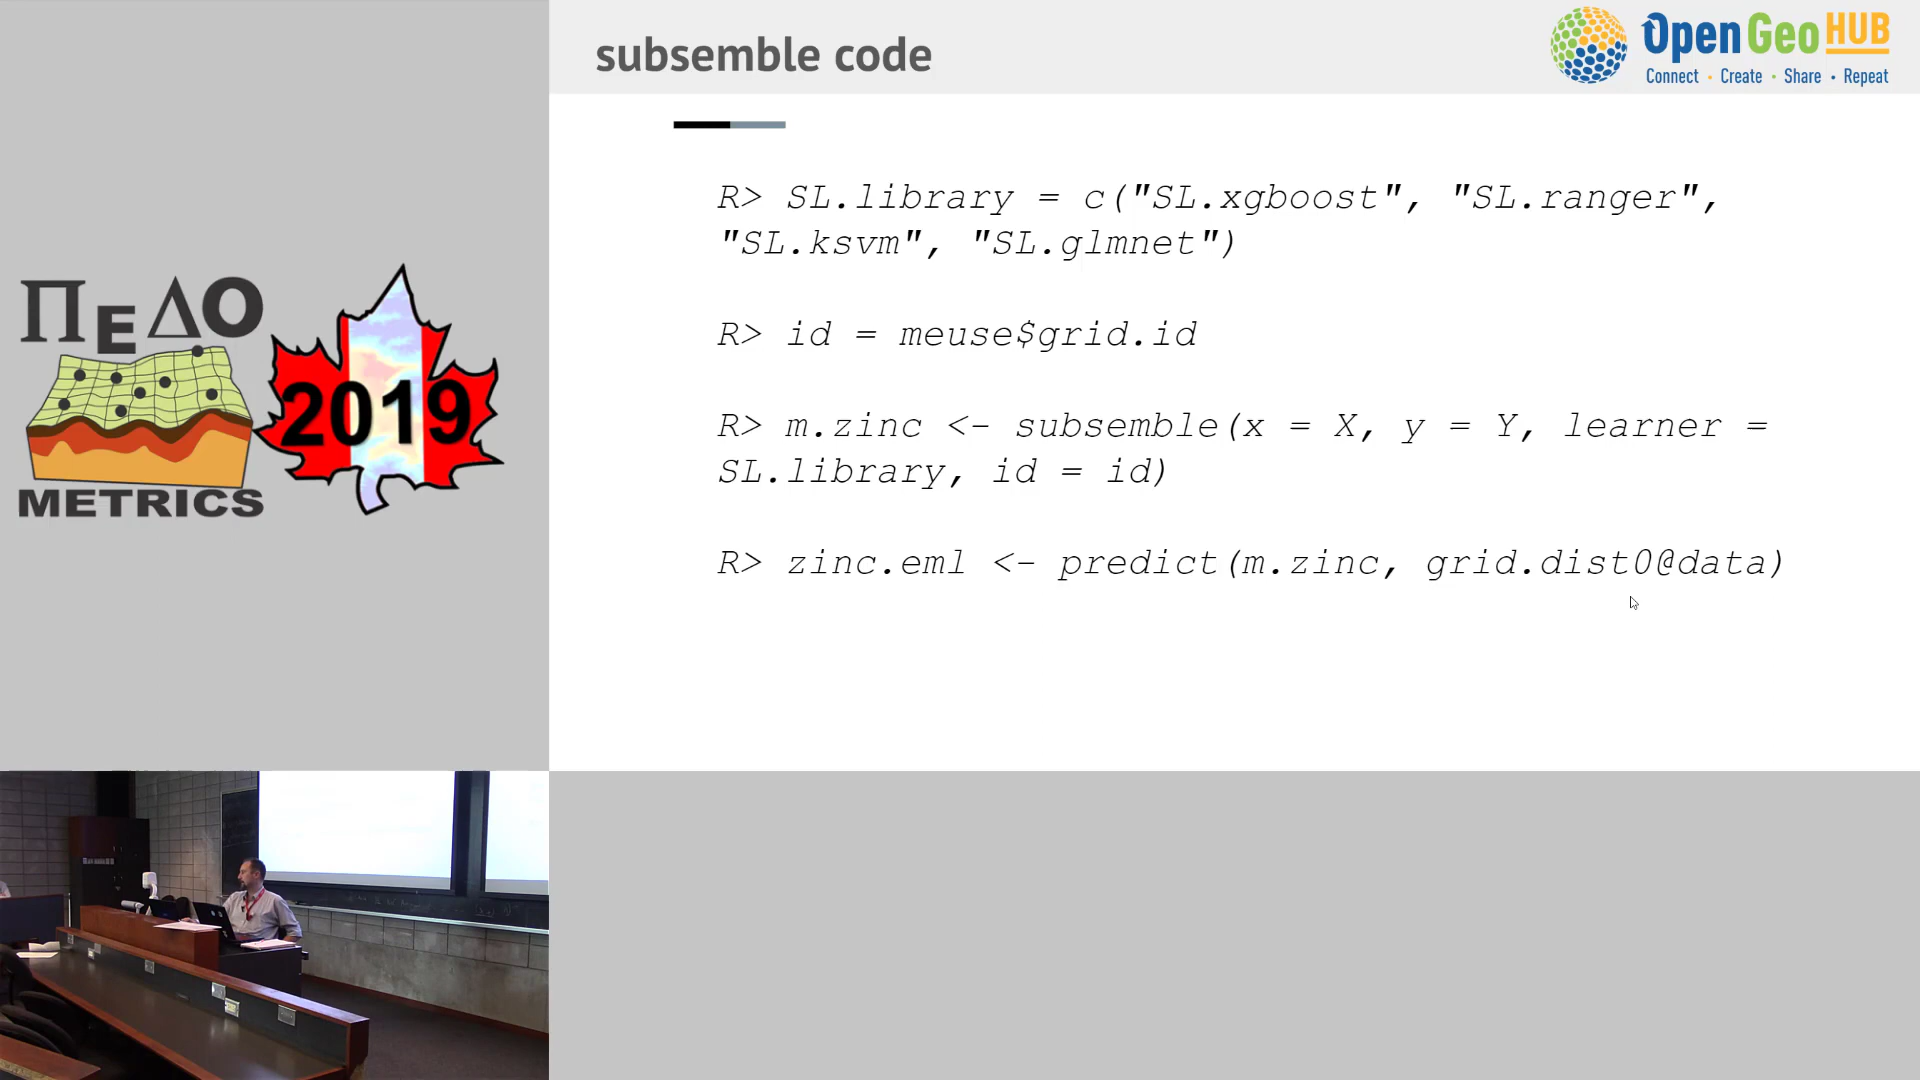 subsemble code
Open GeoHUB
Connect · Create · Share · Repeat
R> SL.library = c("SL.xgboost", "SL.ranger",
"SL.ksvm", "SL.glmnet")
R> id = meuse$grid.id
R> m.zinc <- subsemble(x = X, y = Y, learner =
SL.library, id = id)
R> zinc.eml <- predict(m.zinc, grid.dist0@data)
ΠΕΔΟ
METRICS
2019